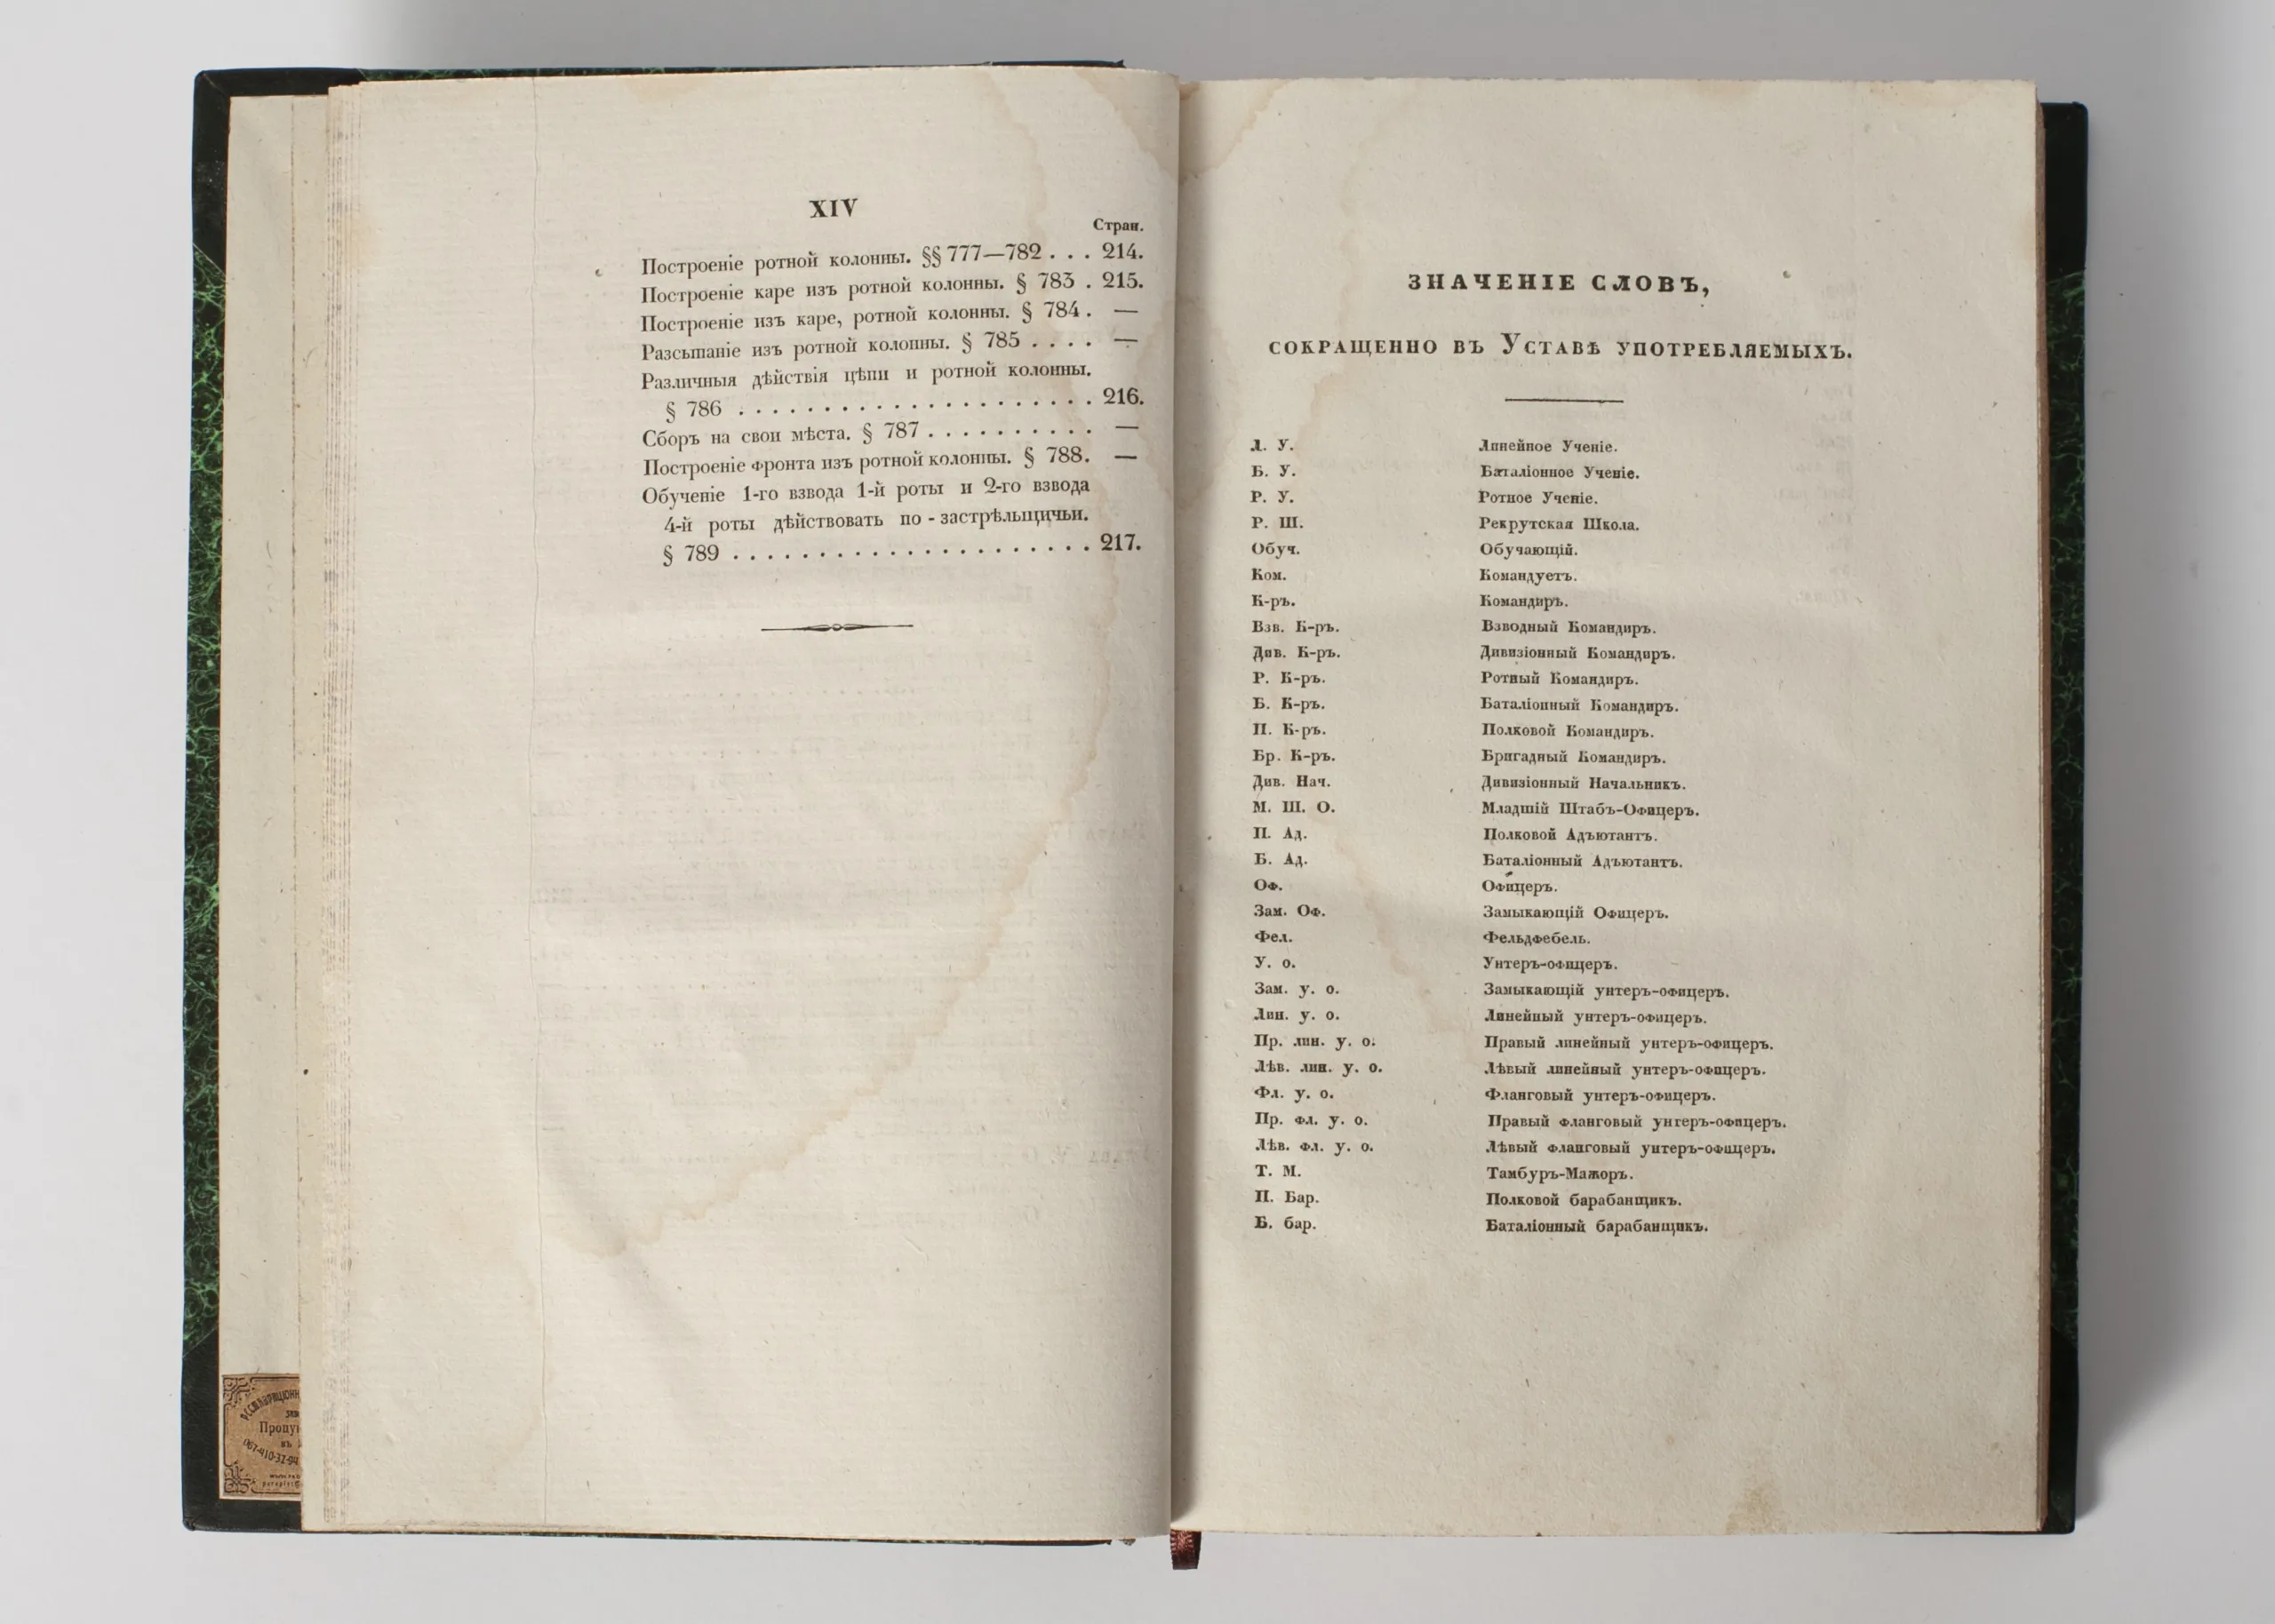 XIV
Стран.
Построеніе ротной колонны. §§ 777—782 . . . 214.
Построеніе каре изъ ротной колонны. § 783 . 215.
Построеніе изъ каре, ротной колонны. § 784 . —
Разсыпаніе изъ ротной колонны. § 785 . . . . —
Различныя дѣйствія цѣпи и ротной колонны.
§ 786 . . . . . . . . . . . . . . . . . . . . . 216.
Сборъ на свои мѣста. § 787 . . . . . . . . . . —
Построеніе фронта изъ ротной колонны. § 788. —
Обученіе 1-го взвода 1-й роты и 2-го взвода
4-й роты дѣйствовать по - застрѣльщичьи.
§ 789 . . . . . . . . . . . . . . . . . . . . . . 217.
ЗНАЧЕНІЕ СЛОВЪ,
СОКРАЩЕННО ВЪ УСТАВѢ УПОТРЕБЛЯЕМЫХЪ.
Л. У. Линейное Ученіе.
Б. У. Баталіонное Ученіе.
Р. У. Ротное Ученіе.
Р. Ш. Рекрутская Школа.
Обуч. Обучающій.
Ком. Командуетъ.
К-ръ. Командиръ.
Взв. К-ръ. Взводный Командиръ.
Див. К-ръ. Дивизіонный Командиръ.
Р. К-ръ. Ротный Командиръ.
Б. К-ръ. Баталіонный Командиръ.
П. К-ръ. Полковой Командиръ.
Бр. К-ръ. Бригадный Командиръ.
Див. Нач. Дивизіонный Начальникъ.
М. Ш. О. Младшій Штабъ-Офицеръ.
П. Ад. Полковой Адъютантъ.
Б. Ад. Баталіонный Адъютантъ.
Оф. Офицеръ.
Зам. Оф. Замыкающій Офицеръ.
Фел. Фельдфебель.
У. о. Унтеръ-офицеръ.
Зам. у. о. Замыкающій унтеръ-офицеръ.
Лин. у. о. Линейный унтеръ-офицеръ.
Пр. лин. у. о. Правый линейный унтеръ-офицеръ.
Лѣв. лин. у. о. Лѣвый линейный унтеръ-офицеръ.
Фл. у. о. Фланговый унтеръ-офицеръ.
Пр. фл. у. о. Правый фланговый унтеръ-офицеръ.
Лѣв. фл. у. о. Лѣвый фланговый унтеръ-офицеръ.
Т. М. Тамбуръ-Мажоръ.
П. Бар. Полковой барабанщикъ.
Б. бар. Баталіонный барабанщикъ.
067-410-37-94